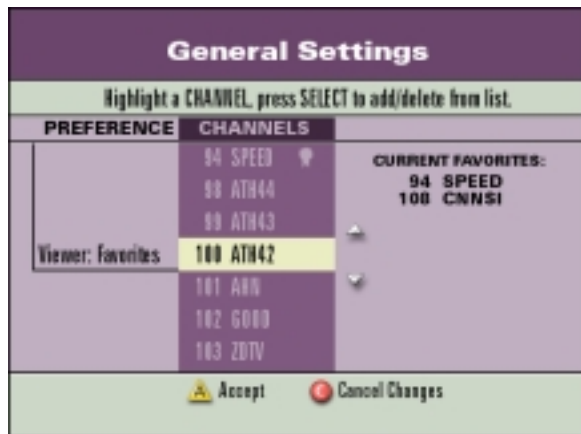 General Settings
Highlight a CHANNEL, press SELECT to add/delete from list.
PREFERENCE CHANNELS
94 SPEED
98 ATH44
99 ATH43
Viewer: Favorites 100 ATH42
101 AHN
102 GOOD
103 ZDTV
CURRENT FAVORITES:
94 SPEED
108 CNNSI
A Accept C Cancel Changes